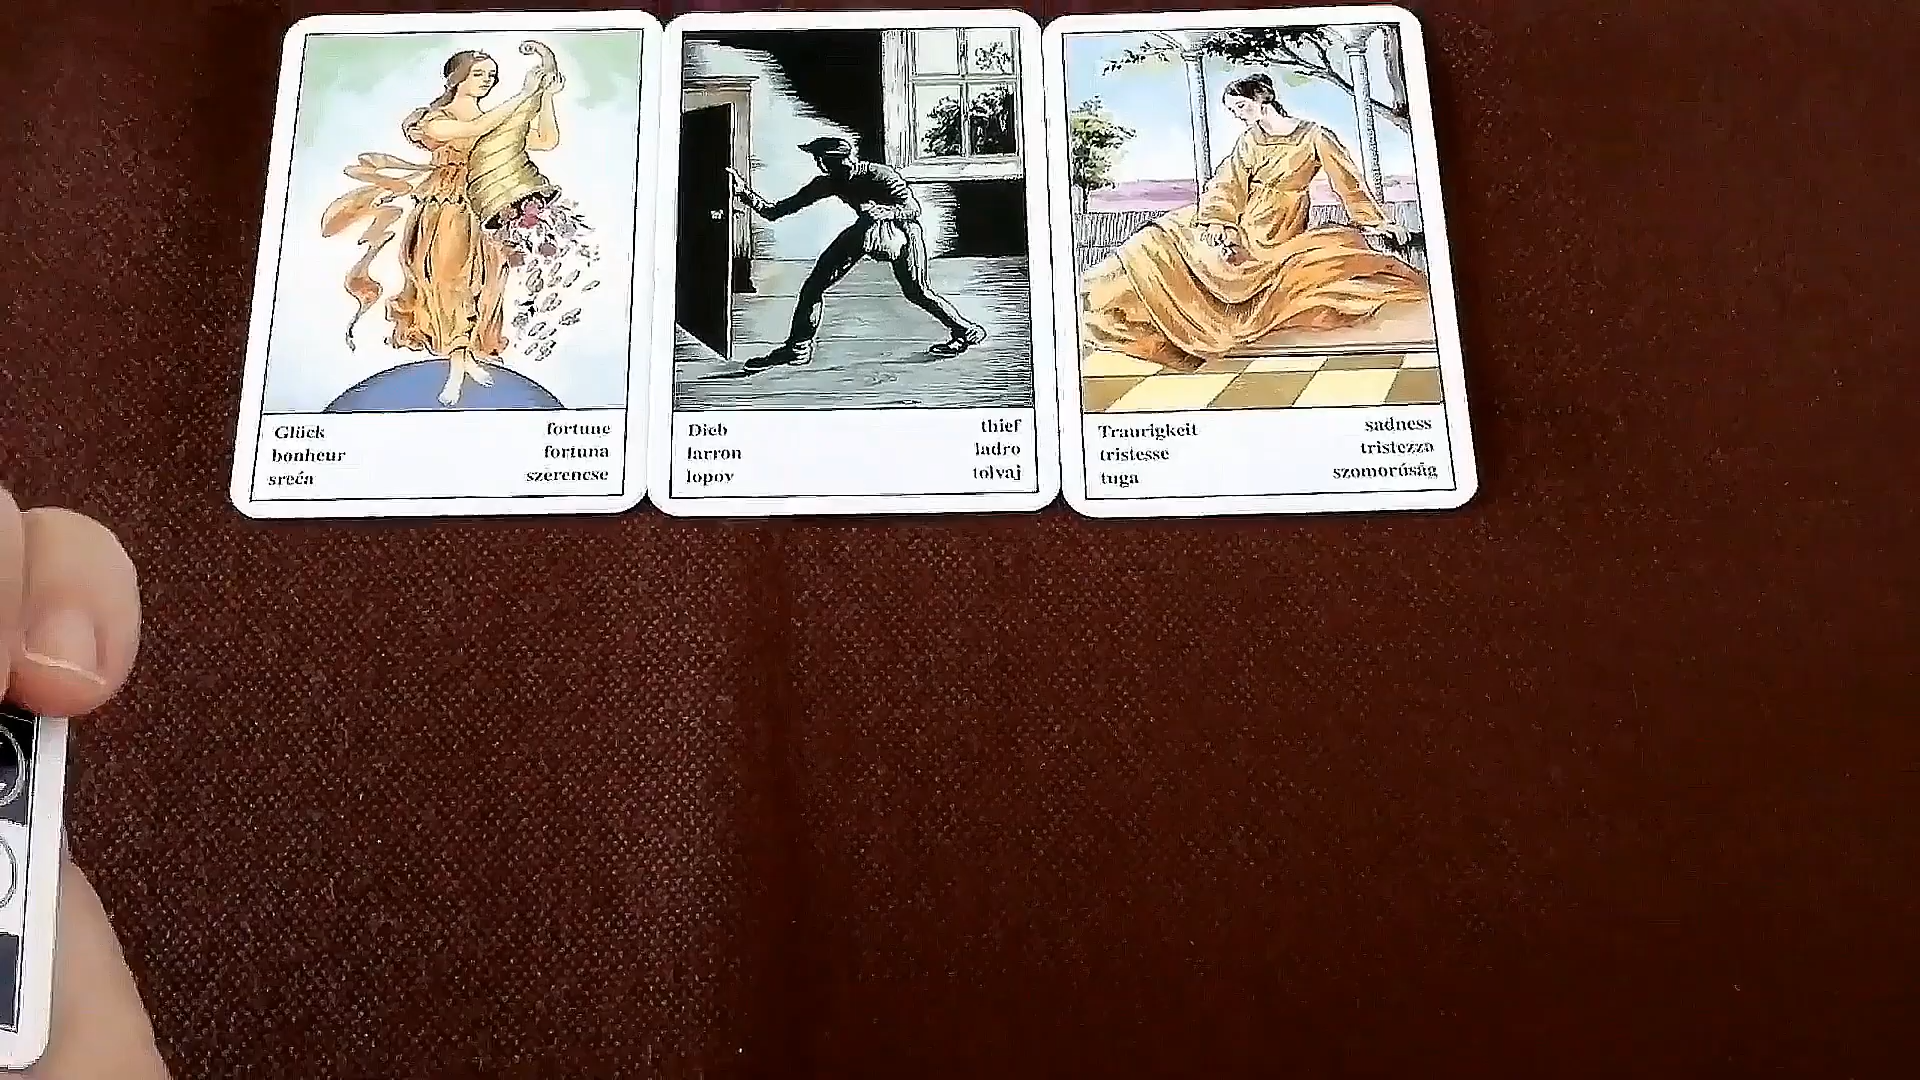 Glück fortune
bonheur fortuna
sreća szerencse
Dieb thief
larron ladro
lopov tolvaj
Traurigkeit sadness
tristesse tristezza
tuga szomorúság